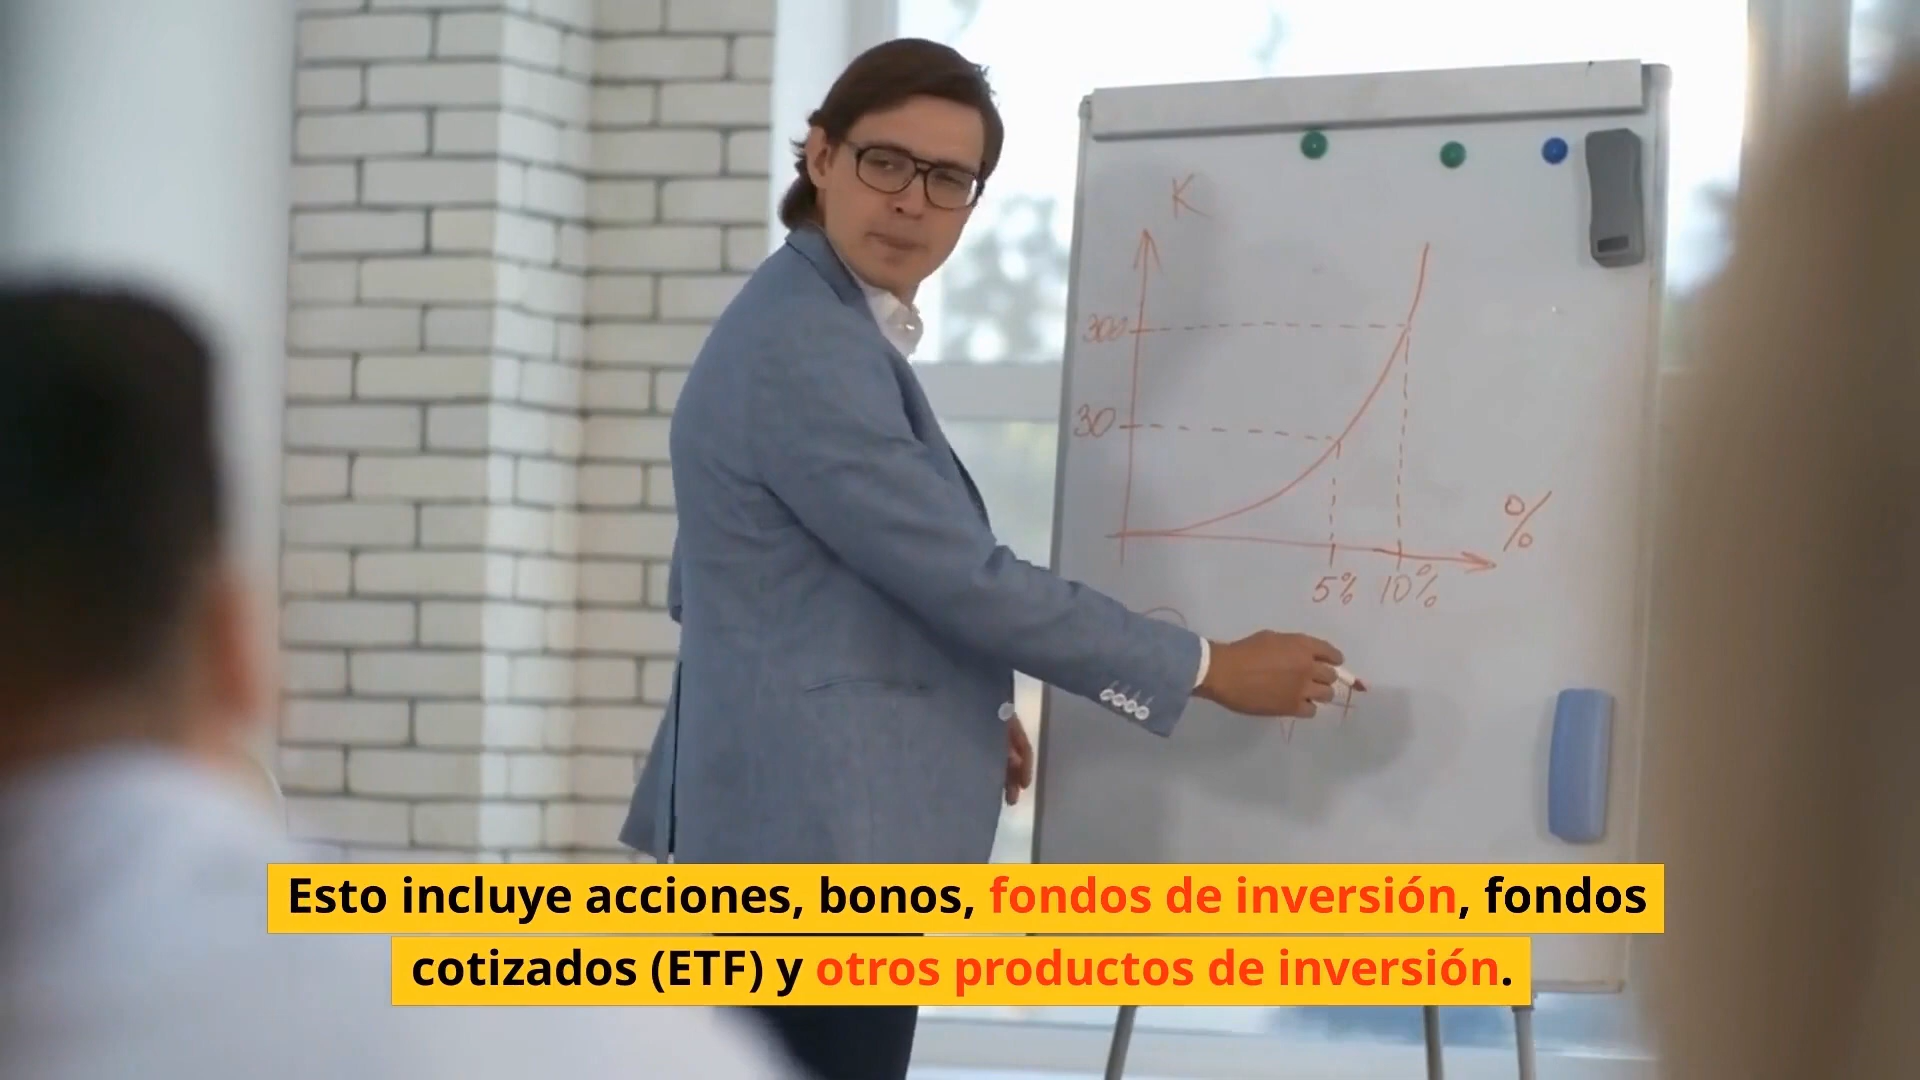 K
300
30
%
5% 10%
Esto incluye acciones, bonos, fondos de inversión, fondos
cotizados (ETF) y otros productos de inversión.